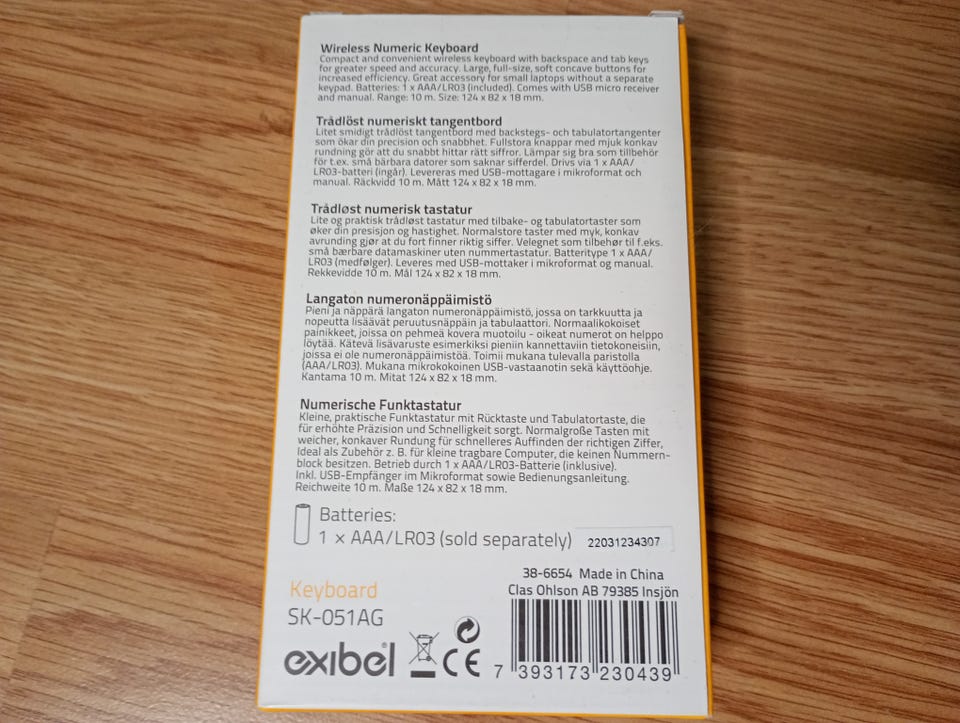 Wireless Numeric Keyboard
Compact and convenient wireless keyboard with backspace and tab keys
for greater speed and accuracy. Large, full-size, soft concave buttons for
increased efficiency. Great accessory for small laptops without a separate
keypad. Batteries: 1 x AAA/LR03 (included). Comes with USB micro receiver
and manual. Range: 10 m. Size: 124 x 82 x 18 mm.
Trådlöst numeriskt tangentbord
Litet smidigt trådlöst tangentbord med backstegs- och tabulatortangenter
som ökar din precision och snabbhet. Fullstora knappar med mjuk konkav
rundning gör att du snabbt hittar rätt siffror. Lämpar sig bra som tillbehör
för t.ex. små bärbara datorer som saknar sifferdel. Drivs via 1 x AAA/
LR03-batteri (ingår). Levereras med USB-mottagare i mikroformat och
manual. Räckvidd 10 m. Mått 124 x 82 x 18 mm.
Trådløst numerisk tastatur
Lite og praktisk trådløst tastatur med tilbake- og tabulatortaster som
øker din presisjon og hastighet. Normalstore taster med myk, konkav
avrunding gjør at du fort finner riktig siffer. Velegnet som tilbehør til f.eks.
små bærbare datamaskiner uten nummertastatur. Batteritype 1 x AAA/
LR03 (medfølger). Leveres med USB-mottaker i mikroformat og manual.
Rekkevidde 10 m. Mål 124 x 82 x 18 mm.
Langaton numeronäppäimistö
Pieni ja näppärä langaton numeronäppäimistö, jossa on tarkkuutta ja
nopeutta lisäävät peruutusnäppäin ja tabulaattori. Normaalikokoiset
painikkeet, joissa on pehmeä kovera muotoilu - oikeat numerot on helppo
löytää. Kätevä lisävaruste esimerkiksi pieniin kannettaviin tietokoneisiin,
joissa ei ole numeronäppäimistöä. Toimii mukana tulevalla paristolla
(AAA/LR03). Mukana mikrokokoinen USB-vastaanotin sekä käyttöohje.
Kantama 10 m. Mitat 124 x 82 x 18 mm.
Numerische Funktastatur
Kleine, praktische Funktastatur mit Rücktaste und Tabulatortaste, die
für erhöhte Präzision und Schnelligkeit sorgt. Normalgroße Tasten mit
weicher, konkaver Rundung für schnelleres Auffinden der richtigen Ziffer,
Ideal als Zubehör z. B. für kleine tragbare Computer, die keinen Nummern-
block besitzen. Betrieb durch 1 x AAA/LR03-Batterie (inklusive).
Inkl. USB-Empfänger im Mikroformat sowie Bedienungsanleitung.
Reichweite 10 m. Maße 124 x 82 x 18 mm.
Batteries:
1 x AAA/LR03 (sold separately)
22031234307
38-6654 Made in China
Clas Ohlson AB 79385 Insjön
Keyboard
SK-051AG
exibel
CE
7 393173 230439